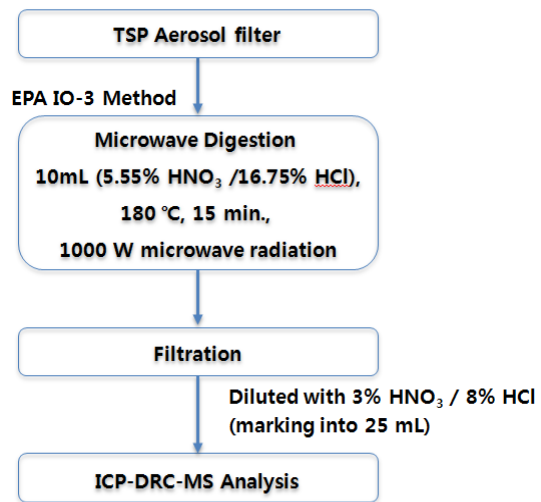 TSP Aerosol filter
EPA IO-3 Method
Microwave Digestion
10mL (5.55% HNO₃ /16.75% HCl),
180 ℃, 15 min.,
1000 W microwave radiation
Filtration
Diluted with 3% HNO₃ / 8% HCl
(marking into 25 mL)
ICP-DRC-MS Analysis